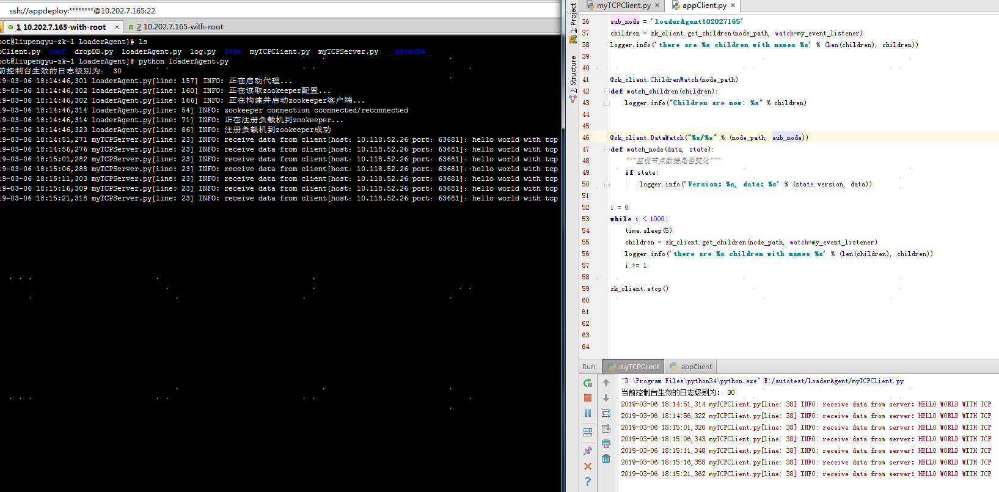 ssh://appdeploy:********@10.202.7.165:22
1 10.202.7.165-with-root ×
2 10.202.7.165-with-root
oot@liupengyu-zk-1 LoaderAgent]# ls
pClient.py conf dropDB.py loaderAgent.py log.py logs myTCPClient.py myTCPServer.py __pycache__
oot@liupengyu-zk-1 LoaderAgent]# python loaderAgent.py
前控制台生效的日志级别为： 30
19-03-06 18:14:46,301 loaderAgent.py[line: 157] INFO: 正在启动代理...
19-03-06 18:14:46,302 loaderAgent.py[line: 160] INFO: 正在读取zookeeper配置...
19-03-06 18:14:46,302 loaderAgent.py[line: 166] INFO: 正在构建并启动zookeeper客户端...
19-03-06 18:14:46,314 loaderAgent.py[line: 54] INFO: zookeeper connection cconnected/reconnected
19-03-06 18:14:46,314 loaderAgent.py[line: 71] INFO: 正在注册负载机到zookeeper...
19-03-06 18:14:46,323 loaderAgent.py[line: 86] INFO: 注册负载机到zookeeper成功
19-03-06 18:14:51,271 myTCPServer.py[line: 23] INFO: receive data from client[host: 10.118.52.26 port: 63681]: hello world with tcp
19-03-06 18:14:56,276 myTCPServer.py[line: 23] INFO: receive data from client[host: 10.118.52.26 port: 63681]: hello world with tcp
19-03-06 18:15:01,282 myTCPServer.py[line: 23] INFO: receive data from client[host: 10.118.52.26 port: 63681]: hello world with tcp
19-03-06 18:15:06,288 myTCPServer.py[line: 23] INFO: receive data from client[host: 10.118.52.26 port: 63681]: hello world with tcp
19-03-06 18:15:11,303 myTCPServer.py[line: 23] INFO: receive data from client[host: 10.118.52.26 port: 63681]: hello world with tcp
19-03-06 18:15:16,309 myTCPServer.py[line: 23] INFO: receive data from client[host: 10.118.52.26 port: 63681]: hello world with tcp
19-03-06 18:15:21,318 myTCPServer.py[line: 23] INFO: receive data from client[host: 10.118.52.26 port: 63681]: hello world with tcp
1: Project
7: Structure
myTCPClient.py ×
appClient.py ×
36 sub_node = 'loaderAgent102027165'
37 children = zk_client.get_children(node_path, watch=my_event_listener)
38 logger.info('there are %s children with names %s' % (len(children), children))
39
40
41 @zk_client.ChildrenWatch(node_path)
42 def watch_children(children):
43 logger.info("Children are now: %s" % children)
44
45
46 @zk_client.DataWatch("%s/%s" % (node_path, sub_node))
47 def watch_node(data, state):
48 """监视节点数据是否变化"""
49 if state:
50 logger.info('Version: %s, data: %s' % (state.version, data))
51
52 i = 0
53 while i < 1000:
54 time.sleep(5)
55 children = zk_client.get_children(node_path, watch=my_event_listener)
56 logger.info('there are %s children with names %s' % (len(children), children))
57 i += 1
58
59 zk_client.stop()
60
61
62
63
64
Run: myTCPClient appClient
"D:\Program Files\python34\python.exe" E:/autotest/LoaderAgent/myTCPClient.py
当前控制台生效的日志级别为： 30
2019-03-06 18:14:51,314 myTCPClient.py[line: 38] INFO: receive data from server: HELLO WORLD WITH TCP
2019-03-06 18:14:56,322 myTCPClient.py[line: 38] INFO: receive data from server: HELLO WORLD WITH TCP
2019-03-06 18:15:01,326 myTCPClient.py[line: 38] INFO: receive data from server: HELLO WORLD WITH TCP
2019-03-06 18:15:06,343 myTCPClient.py[line: 38] INFO: receive data from server: HELLO WORLD WITH TCP
2019-03-06 18:15:11,348 myTCPClient.py[line: 38] INFO: receive data from server: HELLO WORLD WITH TCP
2019-03-06 18:15:16,358 myTCPClient.py[line: 38] INFO: receive data from server: HELLO WORLD WITH TCP
2019-03-06 18:15:21,362 myTCPClient.py[line: 38] INFO: receive data from server: HELLO WORLD WITH TCP